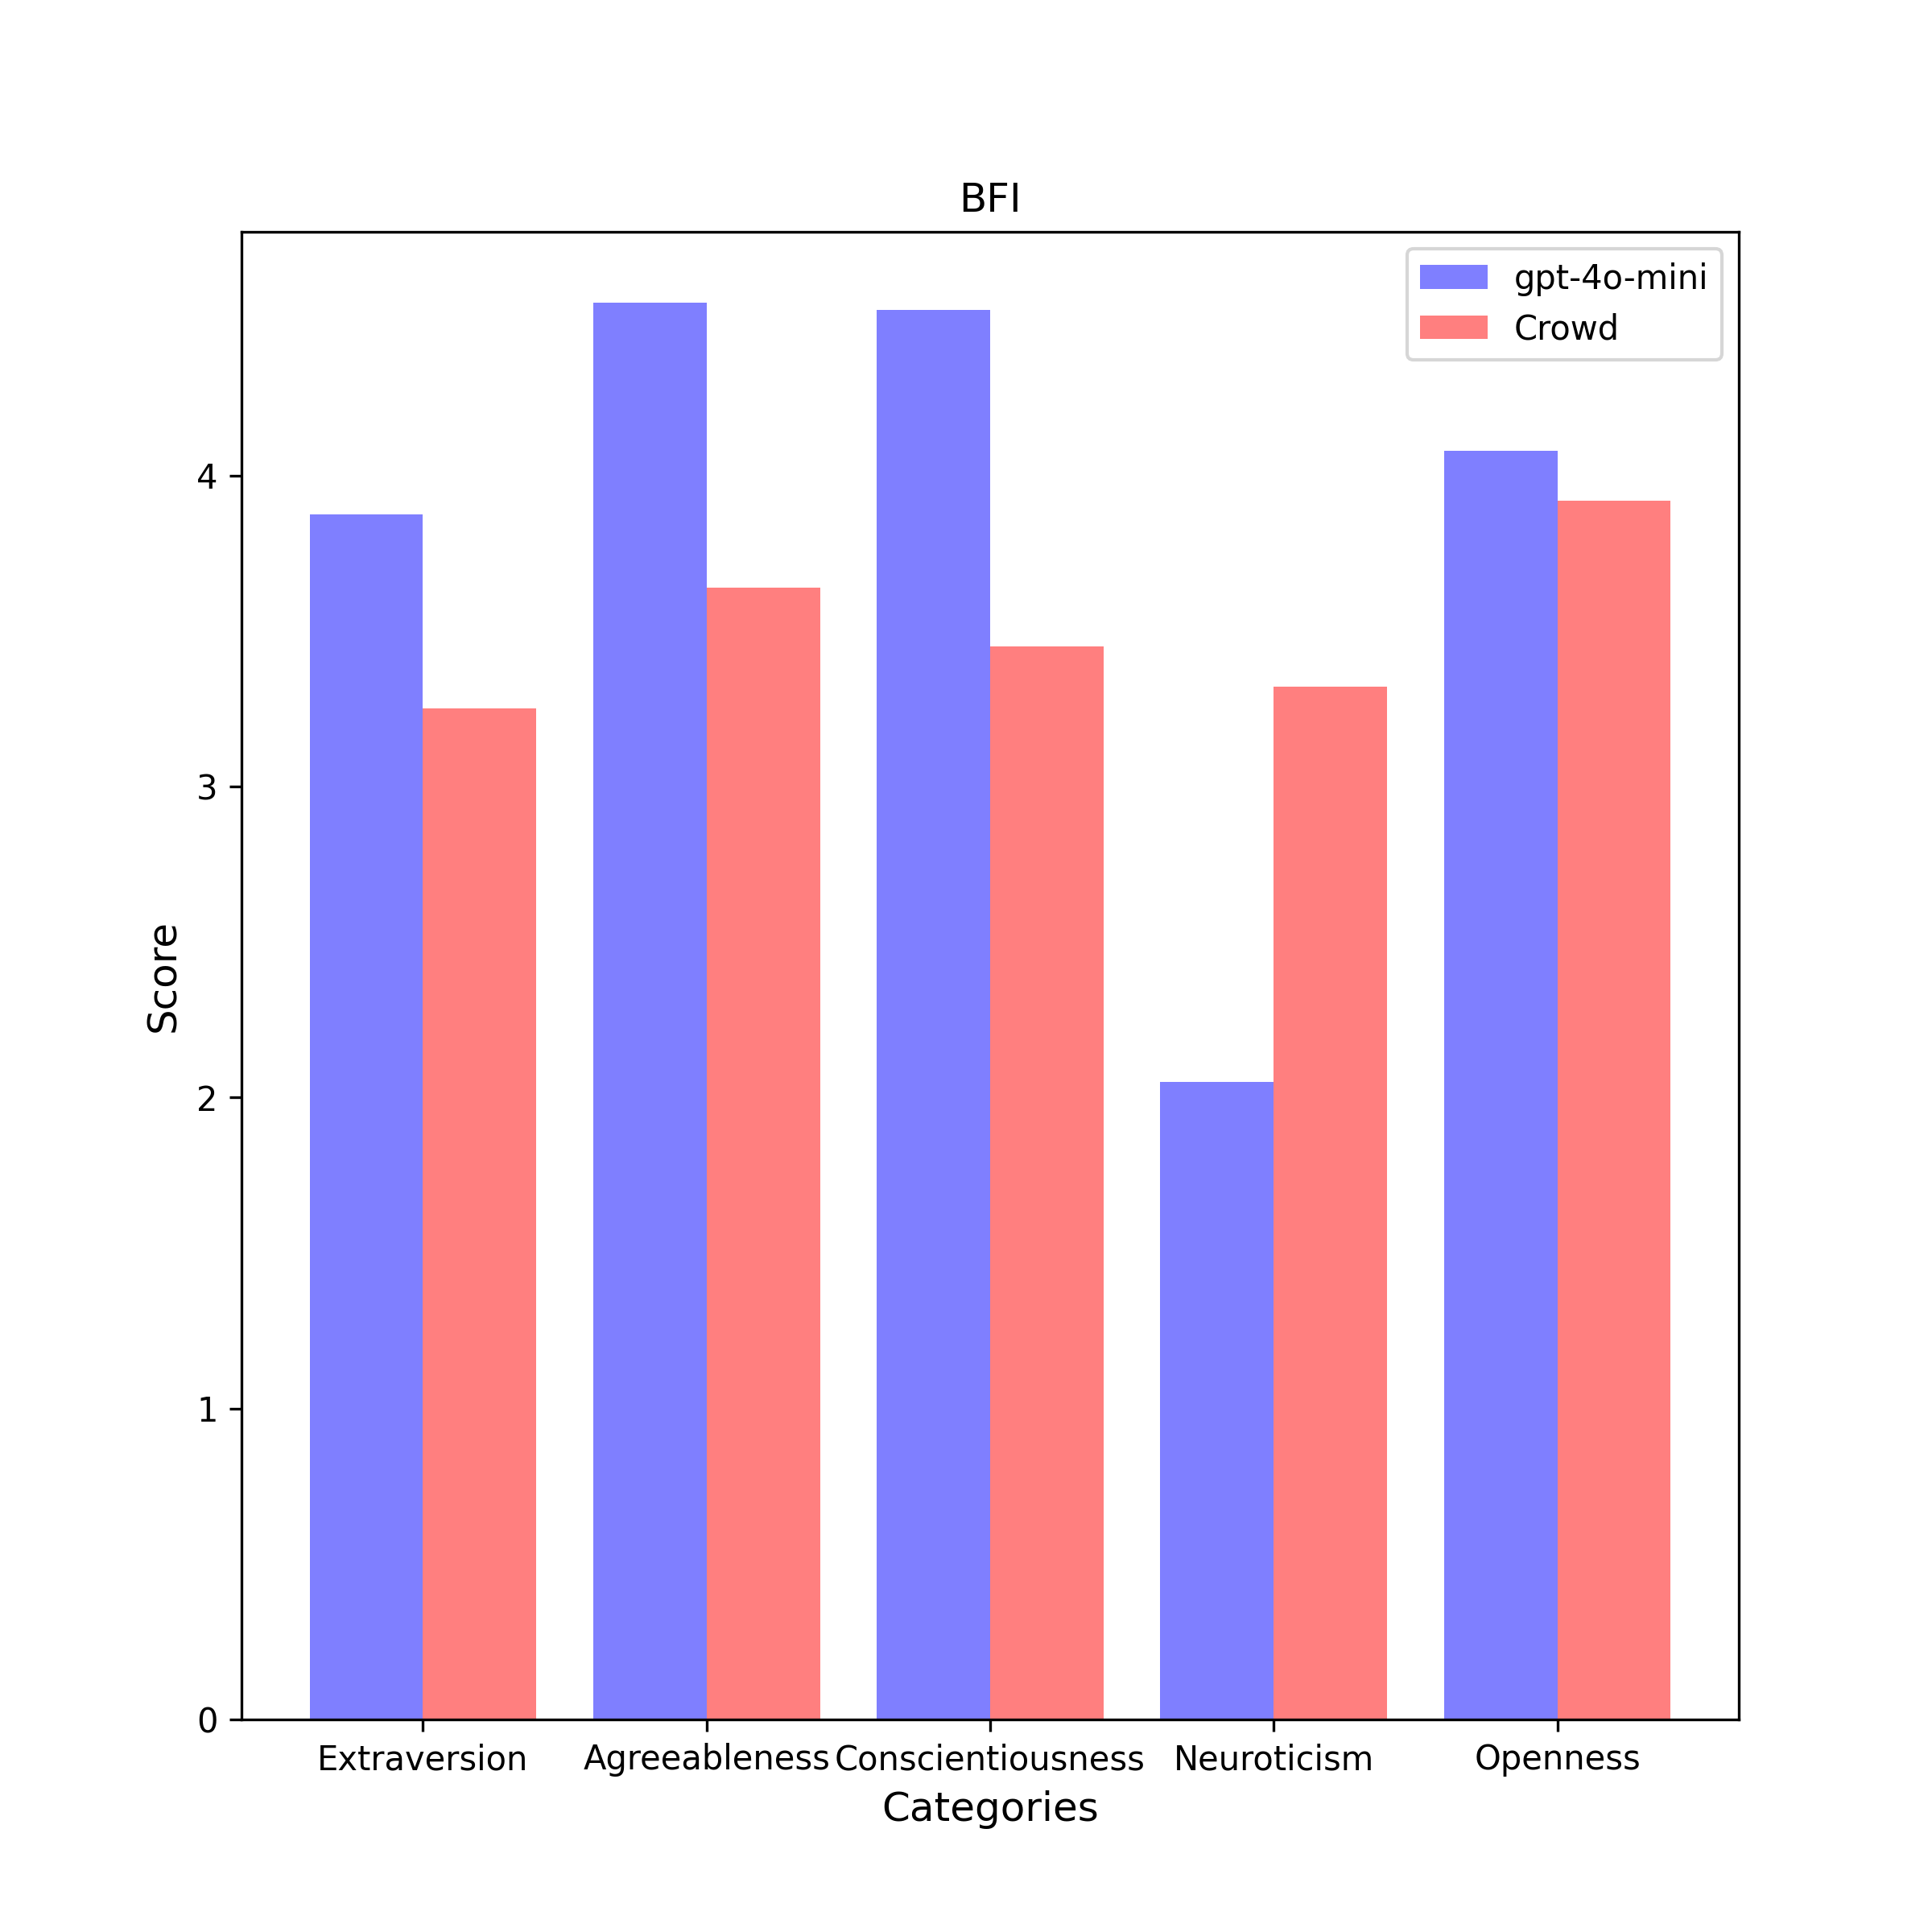 BFI
gpt-4o-mini
Crowd
4
3
2
1
0
Score
Extraversion Agreeableness Conscientiousness Neuroticism Openness
Categories